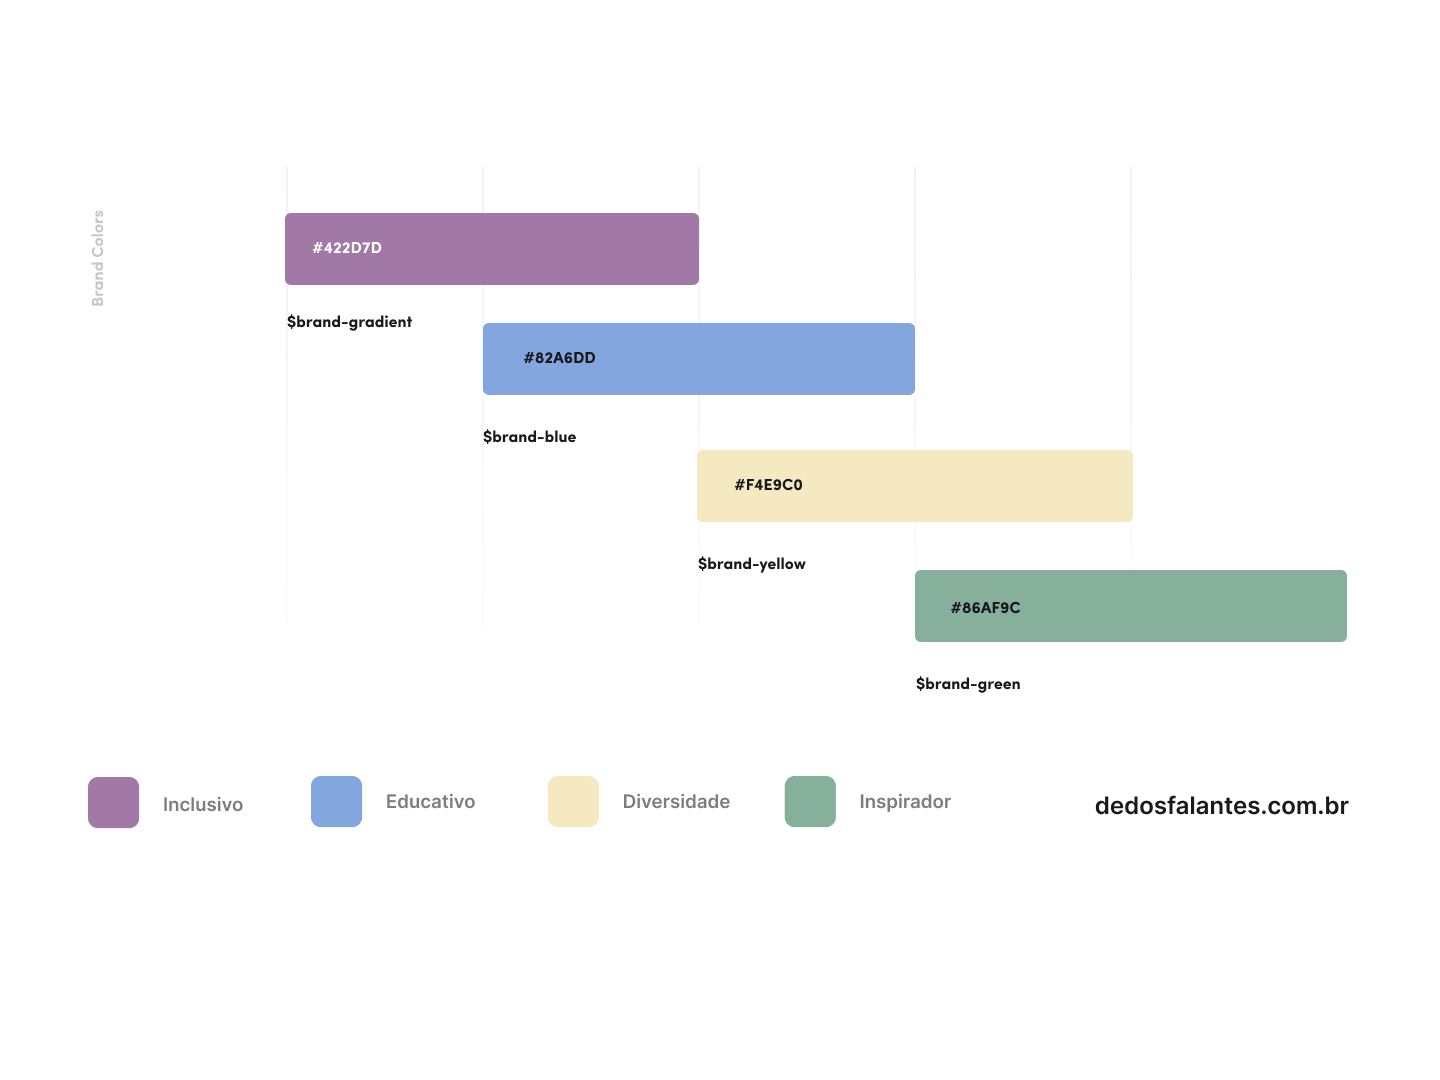 Brand Colors
#422D7D
$brand-gradient
#82A6DD
$brand-blue
#F4E9C0
$brand-yellow
#86AF9C
$brand-green
Inclusivo
Educativo
Diversidade
Inspirador
dedosfalantes.com.br